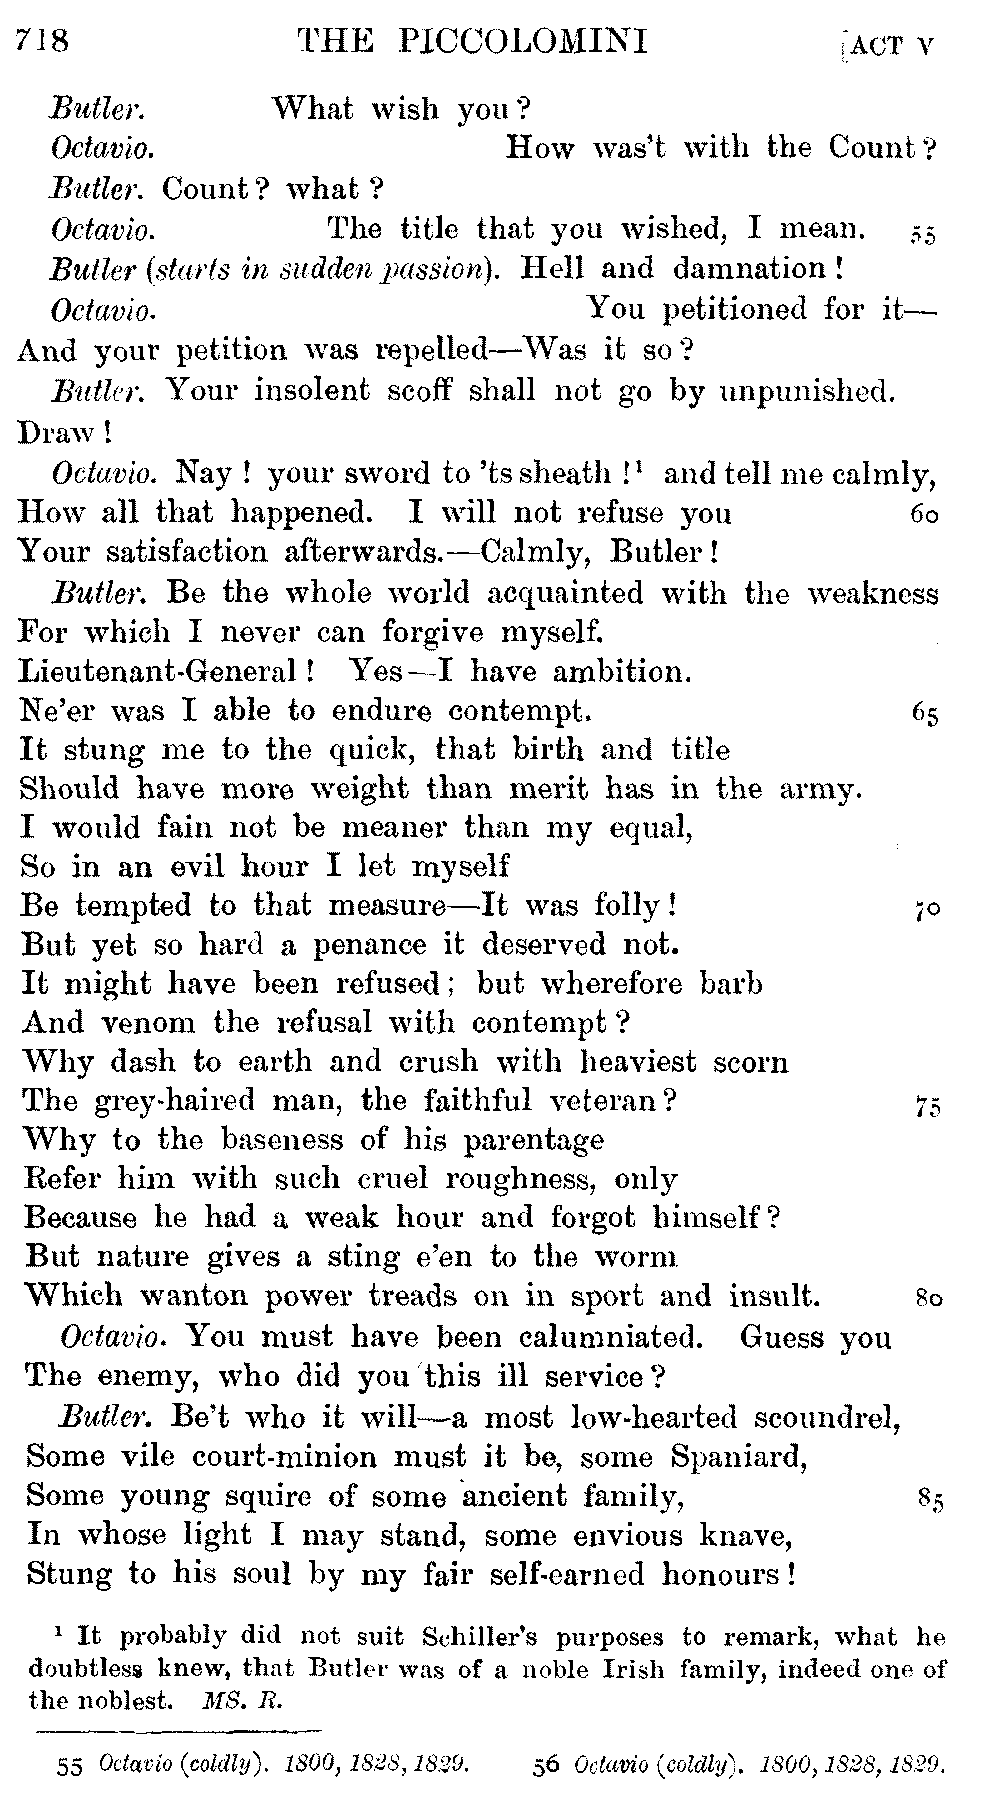 718 THE PICCOLOMINI [ACT V
Butler. What wish you?
Octavio. How was't with the Count?
Butler. Count? what?
Octavio. The title that you wished, I mean. 55
Butler (starts in sudden passion). Hell and damnation!
Octavio. You petitioned for it—
And your petition was repelled—Was it so?
Butler. Your insolent scoff shall not go by unpunished.
Draw!
Octavio. Nay! your sword to 'ts sheath!¹ and tell me calmly,
How all that happened. I will not refuse you 60
Your satisfaction afterwards.—Calmly, Butler!
Butler. Be the whole world acquainted with the weakness
For which I never can forgive myself.
Lieutenant-General! Yes—I have ambition.
Ne'er was I able to endure contempt. 65
It stung me to the quick, that birth and title
Should have more weight than merit has in the army.
I would fain not be meaner than my equal,
So in an evil hour I let myself
Be tempted to that measure—It was folly! 70
But yet so hard a penance it deserved not.
It might have been refused; but wherefore barb
And venom the refusal with contempt?
Why dash to earth and crush with heaviest scorn
The grey-haired man, the faithful veteran? 75
Why to the baseness of his parentage
Refer him with such cruel roughness, only
Because he had a weak hour and forgot himself?
But nature gives a sting e'en to the worm
Which wanton power treads on in sport and insult. 80
Octavio. You must have been calumniated. Guess you
The enemy, who did you this ill service?
Butler. Be't who it will—a most low-hearted scoundrel,
Some vile court-minion must it be, some Spaniard,
Some young squire of some ancient family, 85
In whose light I may stand, some envious knave,
Stung to his soul by my fair self-earned honours!
¹ It probably did not suit Schiller's purposes to remark, what he
doubtless knew, that Butler was of a noble Irish family, indeed one of
the noblest. MS. R.
55 Octavio (coldly). 1800, 1828, 1829. 56 Octavio (coldly). 1800, 1828, 1829.